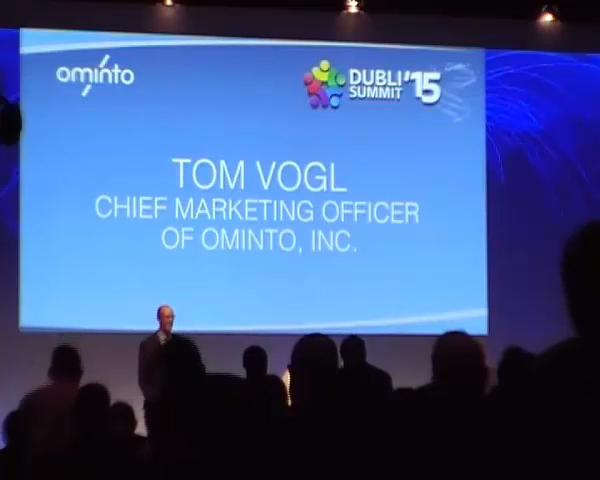 ominto
DUBLI '15
SUMMIT
TOM VOGL
CHIEF MARKETING OFFICER
OF OMINTO, INC.